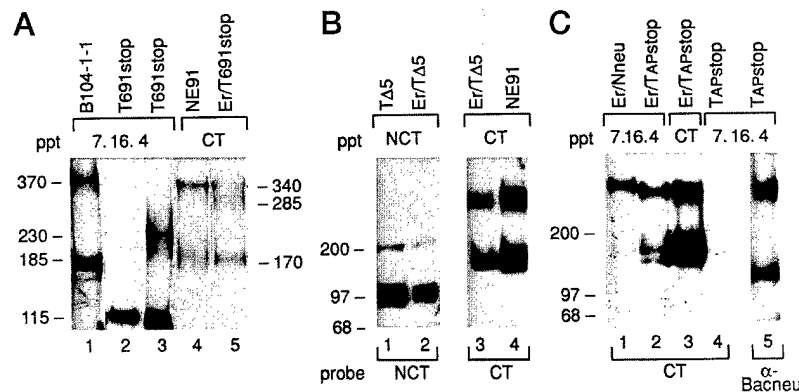 A
B104-1-1
T691stop
T691stop
NE91
Er/T691stop
ppt 7.16.4 CT
370 –
230 –
185 –
115 –
– 340
– 285
– 170
1 2 3 4 5
B
TΔ5
Er/TΔ5
Er/TΔ5
NE91
ppt NCT CT
200 –
97 –
68 –
1 2 3 4
probe NCT CT
C
Er/Nneu
Er/TAPstop
Er/TAPstop
TAPstop
TAPstop
7.16.4 CT 7.16.4
200 –
97 –
68 –
1 2 3 4 5
CT α-
Bacneu